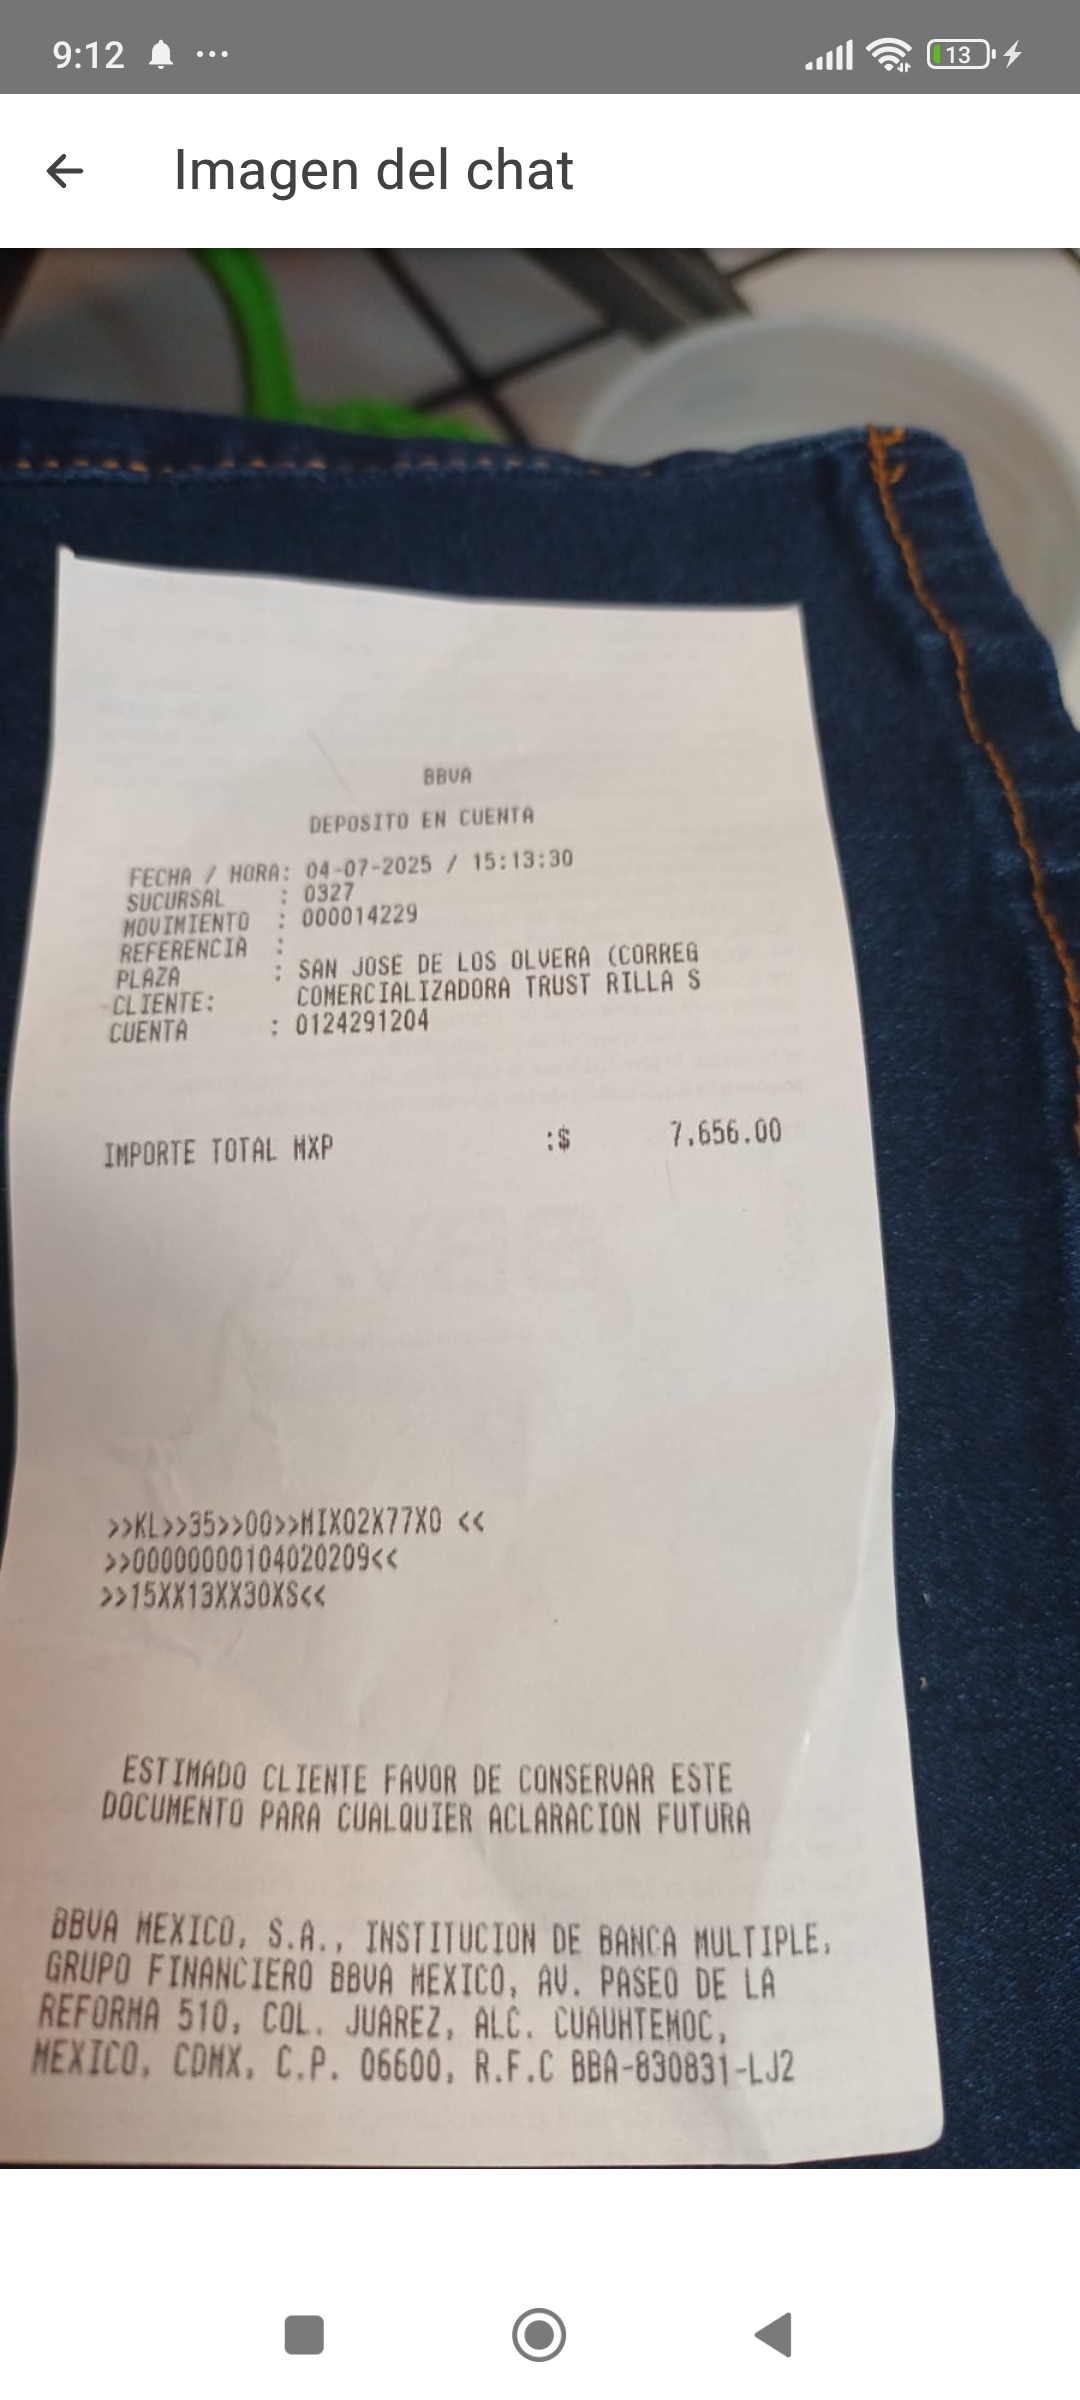 9:12
13
Imagen del chat
BBVA
DEPOSITO EN CUENTA
FECHA / HORA: 04-07-2025 / 15:13:30
SUCURSAL : 0327
MOVIMIENTO : 000014229
REFERENCIA :
PLAZA : SAN JOSE DE LOS OLVERA (CORREG
CLIENTE: COMERCIALIZADORA TRUST RILLA S
CUENTA : 0124291204
IMPORTE TOTAL MXP :$ 7,656.00
>>KL>>35>>00>>MIXO2X77XO <<
>>00000000104020209<<
>>15XX13XX30XS<<
ESTIMADO CLIENTE FAVOR DE CONSERVAR ESTE
DOCUMENTO PARA CUALQUIER ACLARACION FUTURA
BBVA MEXICO, S.A., INSTITUCION DE BANCA MULTIPLE,
GRUPO FINANCIERO BBVA MEXICO, AV. PASEO DE LA
REFORMA 510, COL. JUAREZ, ALC. CUAUHTEMOC,
MEXICO, CDMX, C.P. 06600, R.F.C BBA-830831-LJ2